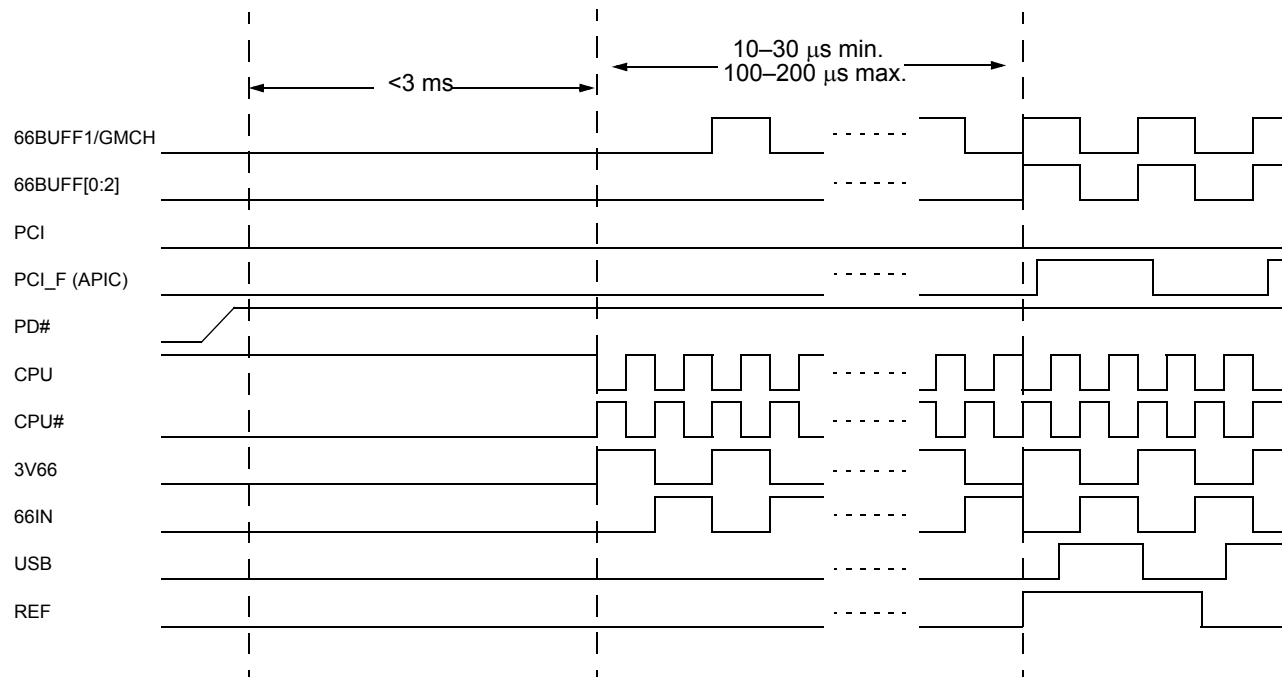 10–30 μs min.
100–200 μs max.
<3 ms
66BUFF1/GMCH
66BUFF[0:2]
PCI
PCI_F (APIC)
PD#
CPU
CPU#
3V66
66IN
USB
REF